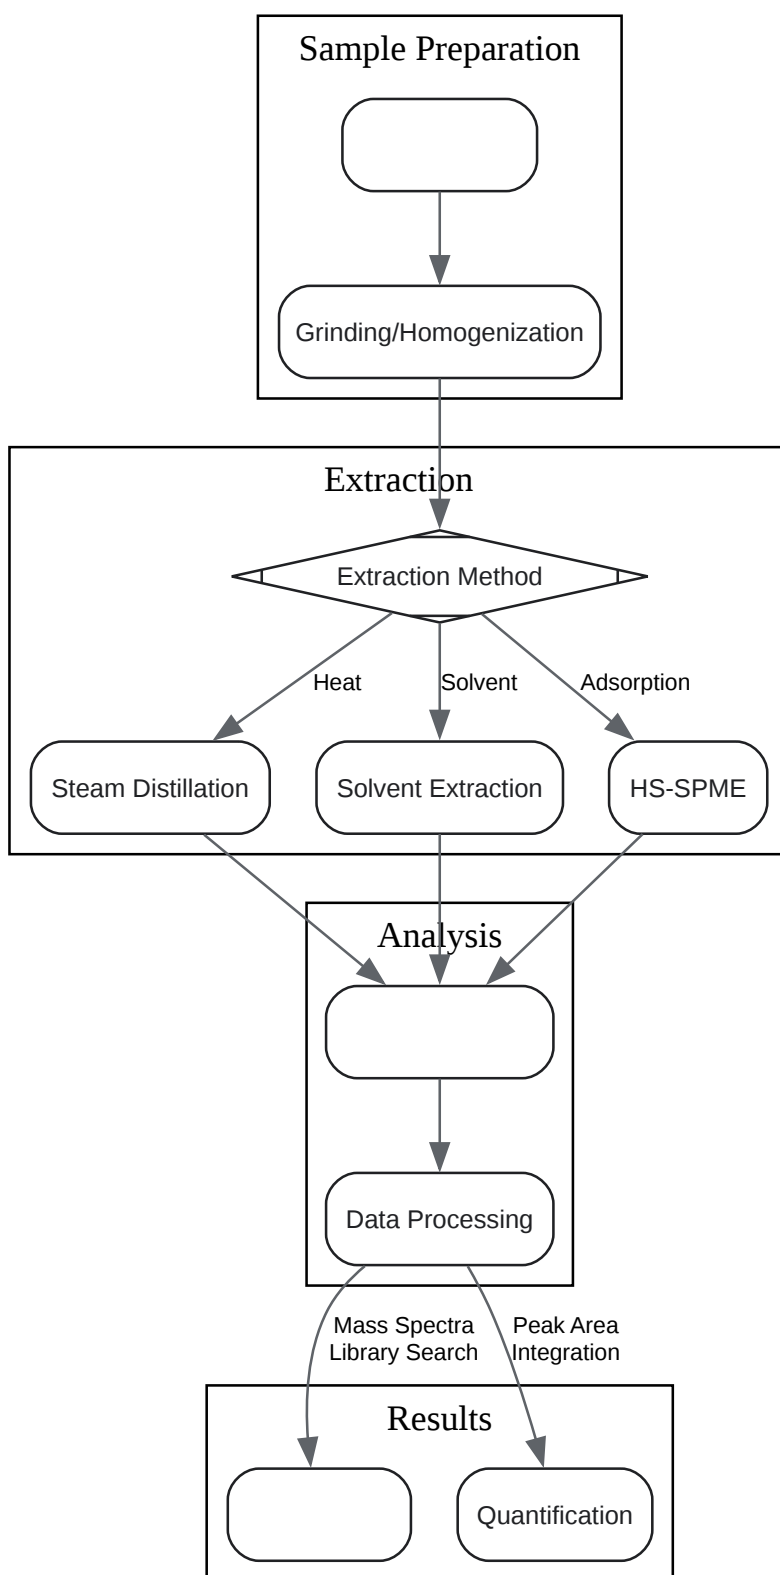 Sample Preparation
Grinding/Homogenization
Extraction
Extraction Method
Heat
Solvent
Adsorption
Steam Distillation
Solvent Extraction
HS-SPME
Analysis
Data Processing
Mass Spectra
Library Search
Peak Area
Integration
Results
Quantification